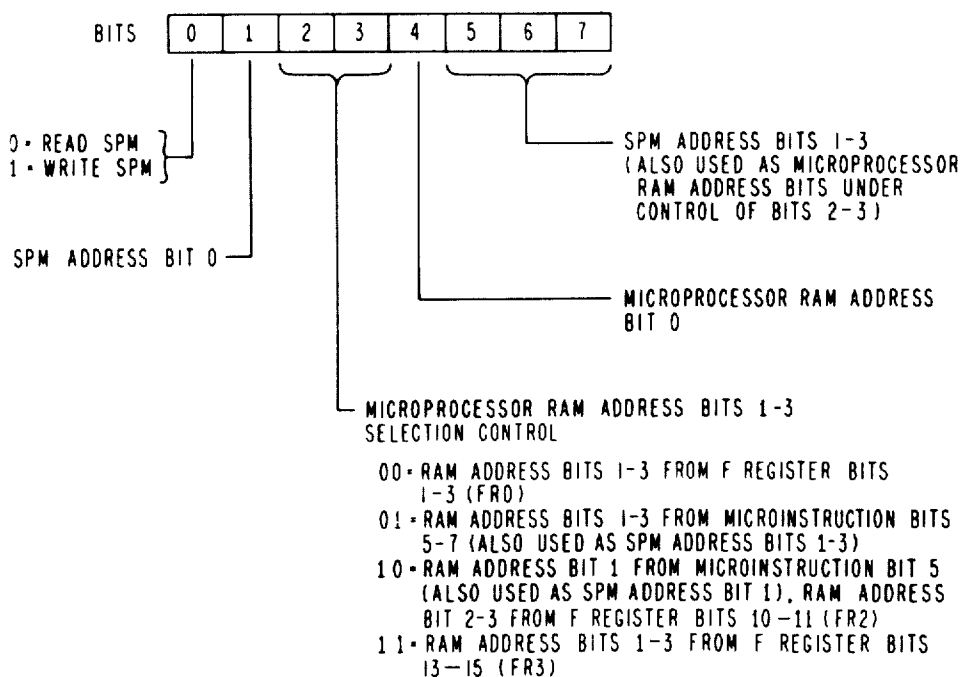 BITS 0 1 2 3 4 5 6 7
0 = READ SPM
1 = WRITE SPM
SPM ADDRESS BITS 1-3
(ALSO USED AS MICROPROCESSOR
RAM ADDRESS BITS UNDER
CONTROL OF BITS 2-3)
SPM ADDRESS BIT 0
MICROPROCESSOR RAM ADDRESS
BIT 0
MICROPROCESSOR RAM ADDRESS BITS 1-3
SELECTION CONTROL
00 = RAM ADDRESS BITS 1-3 FROM F REGISTER BITS
1-3 (FR0)
01 = RAM ADDRESS BITS 1-3 FROM MICROINSTRUCTION BITS
5-7 (ALSO USED AS SPM ADDRESS BITS 1-3)
10 = RAM ADDRESS BIT 1 FROM MICROINSTRUCTION BIT 5
(ALSO USED AS SPM ADDRESS BIT 1), RAM ADDRESS
BIT 2-3 FROM F REGISTER BITS 10-11 (FR2)
11 = RAM ADDRESS BITS 1-3 FROM F REGISTER BITS
13-15 (FR3)